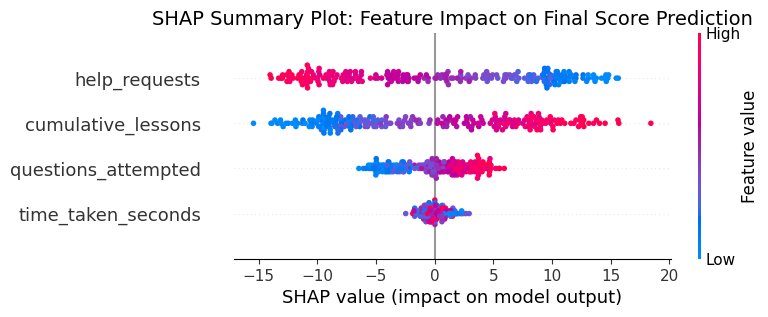 SHAP Summary Plot: Feature Impact on Final Score Prediction
High
help_requests
cumulative_lessons
questions_attempted
time_taken_seconds
Feature value
Low
−15 −10 −5 0 5 10 15 20
SHAP value (impact on model output)